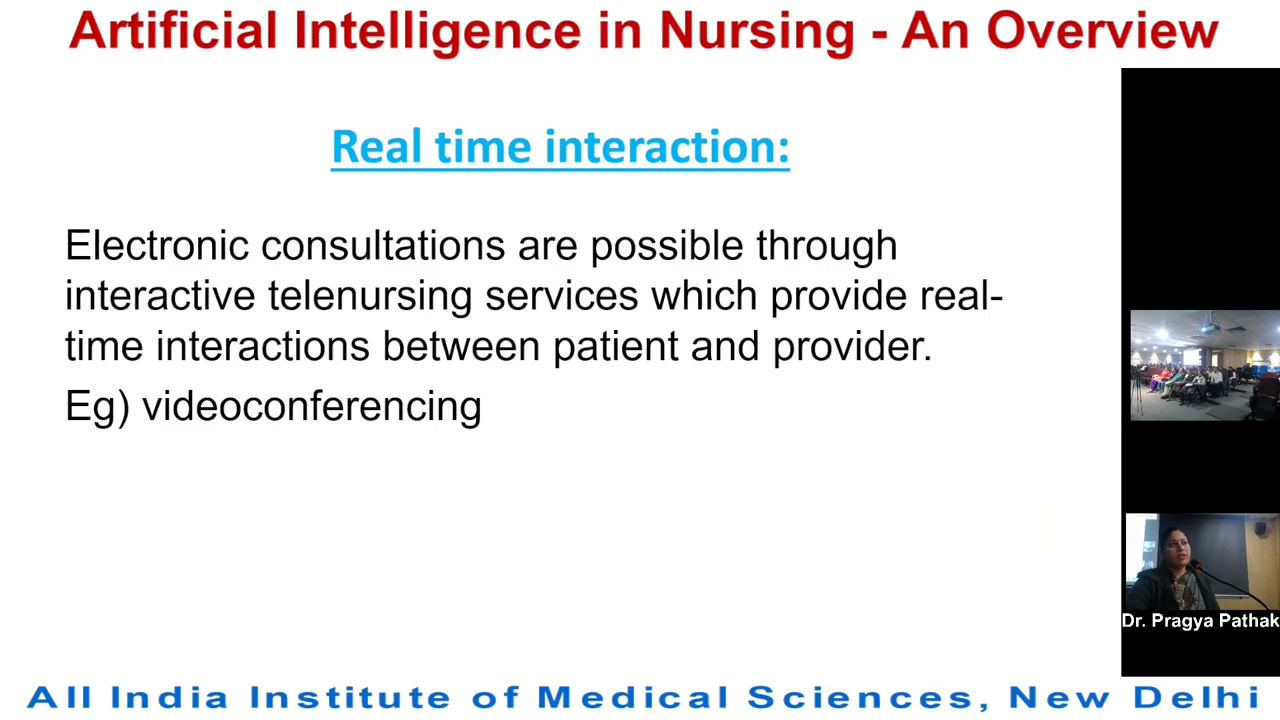 Artificial Intelligence in Nursing - An Overview
Real time interaction:
Electronic consultations are possible through
interactive telenursing services which provide real-
time interactions between patient and provider.
Eg) videoconferencing
Dr. Pragya Pathak
All India Institute of Medical Sciences, New Delhi